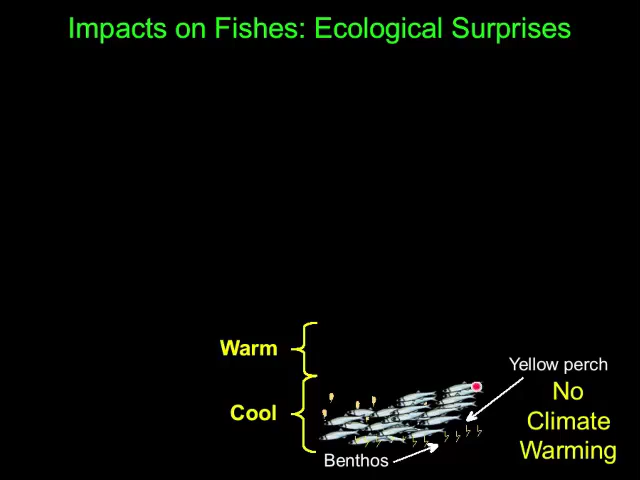 Impacts on Fishes: Ecological Surprises
Warm
Yellow perch
Cool
No
Climate
Warming
Benthos